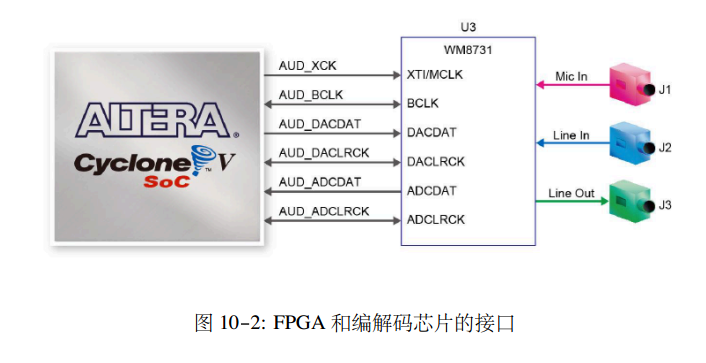 U3
WM8731
ALTERA®
Cyclone™ V
SoC
AUD_XCK
AUD_BCLK
AUD_DACDAT
AUD_DACLRCK
AUD_ADCDAT
AUD_ADCLRCK
XTI/MCLK
BCLK
DACDAT
DACLRCK
ADCDAT
ADCLRCK
Mic In
J1
Line In
J2
Line Out
J3
图 10-2: FPGA 和编解码芯片的接口